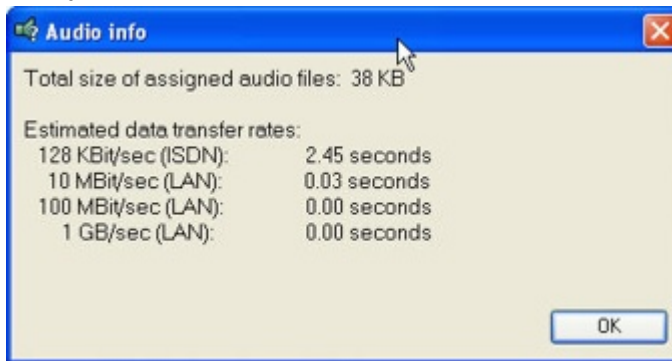 Audio info
Total size of assigned audio files: 38 KB
Estimated data transfer rates:
128 KBit/sec (ISDN): 2.45 seconds
10 MBit/sec (LAN): 0.03 seconds
100 MBit/sec (LAN): 0.00 seconds
1 GB/sec (LAN): 0.00 seconds
OK